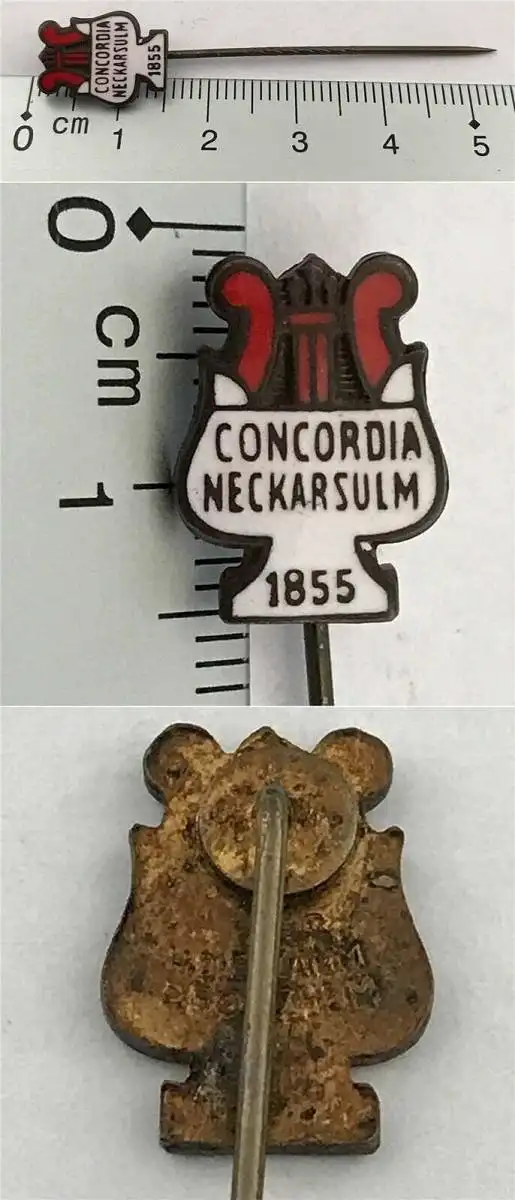 CONCORDIA
NECKARSULM
1855
0 cm 1 2 3 4 5
0 cm 1
CONCORDIA
NECKARSULM
1855